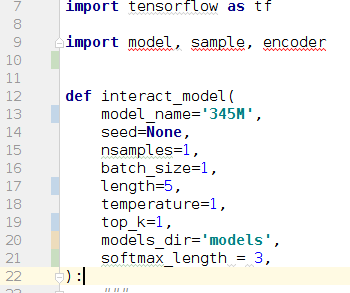 7 import tensorflow as tf
8
9 import model, sample, encoder
10
11
12 def interact_model(
13 model_name='345M',
14 seed=None,
15 nsamples=1,
16 batch_size=1,
17 length=5,
18 temperature=1,
19 top_k=1,
20 models_dir='models',
21 softmax_length = 3,
22 ):
23 ###